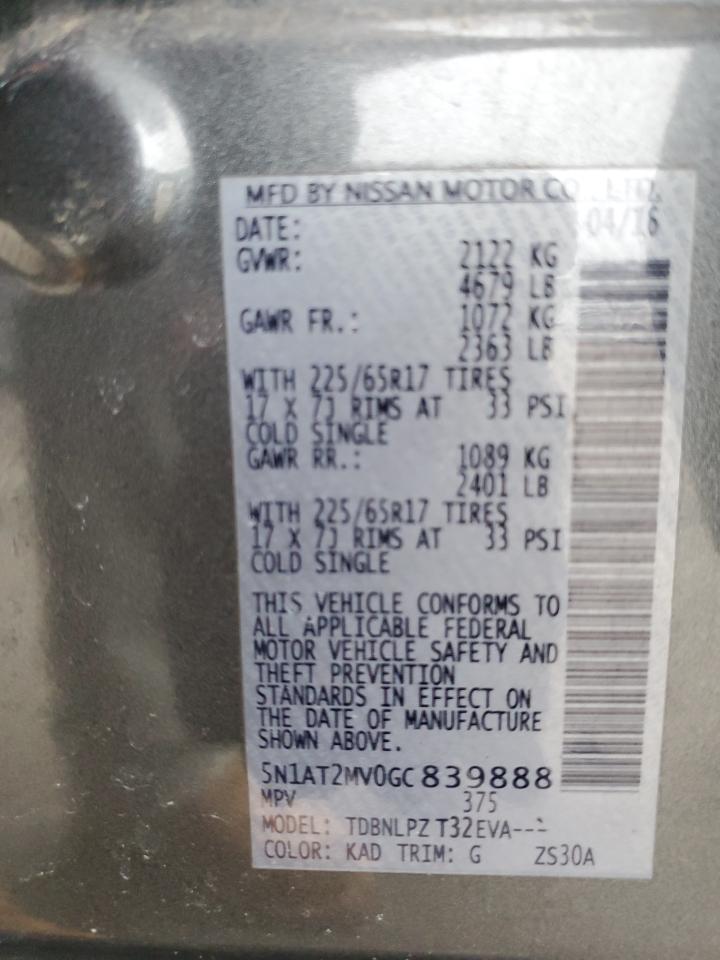 MFD BY NISSAN MOTOR CO., LTD.
DATE: 04/16
GVWR: 2122 KG
4679 LB
GAWR FR.: 1072 KG
2363 LB
WITH 225/65R17 TIRES
17 X 7J RIMS AT 33 PSI
COLD SINGLE
GAWR RR.: 1089 KG
2401 LB
WITH 225/65R17 TIRES
17 X 7J RIMS AT 33 PSI
COLD SINGLE
THIS VEHICLE CONFORMS TO
ALL APPLICABLE FEDERAL
MOTOR VEHICLE SAFETY AND
THEFT PREVENTION
STANDARDS IN EFFECT ON
THE DATE OF MANUFACTURE
SHOWN ABOVE.
5N1AT2MV0GC839888
MPV 375
MODEL: TDBNLPZ T32EVA---
COLOR: KAD TRIM: G ZS30A